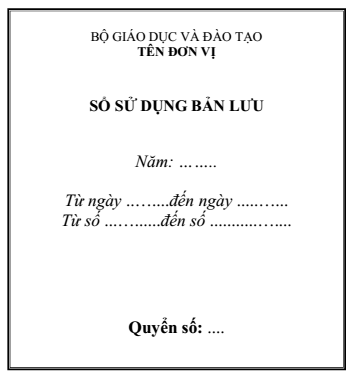 BỘ GIÁO DỤC VÀ ĐÀO TẠO
TÊN ĐƠN VỊ
SỔ SỬ DỤNG BẢN LƯU
Năm: ........
Từ ngày ..........đến ngày ..........
Từ số .............đến số ................
Quyển số: ....